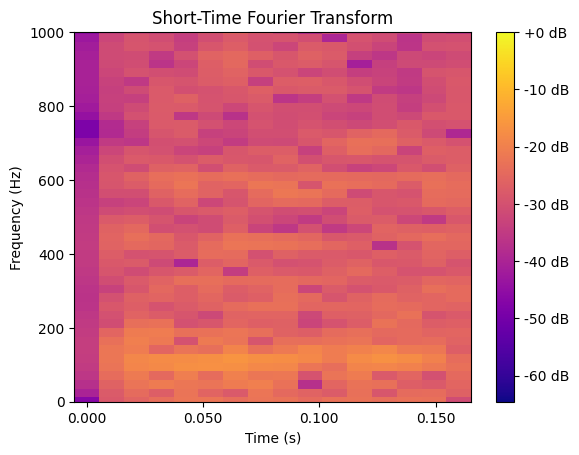 Short-Time Fourier Transform
1000
800
600
400
200
0
Frequency (Hz)
0.000
0.050
0.100
0.150
Time (s)
+0 dB
-10 dB
-20 dB
-30 dB
-40 dB
-50 dB
-60 dB